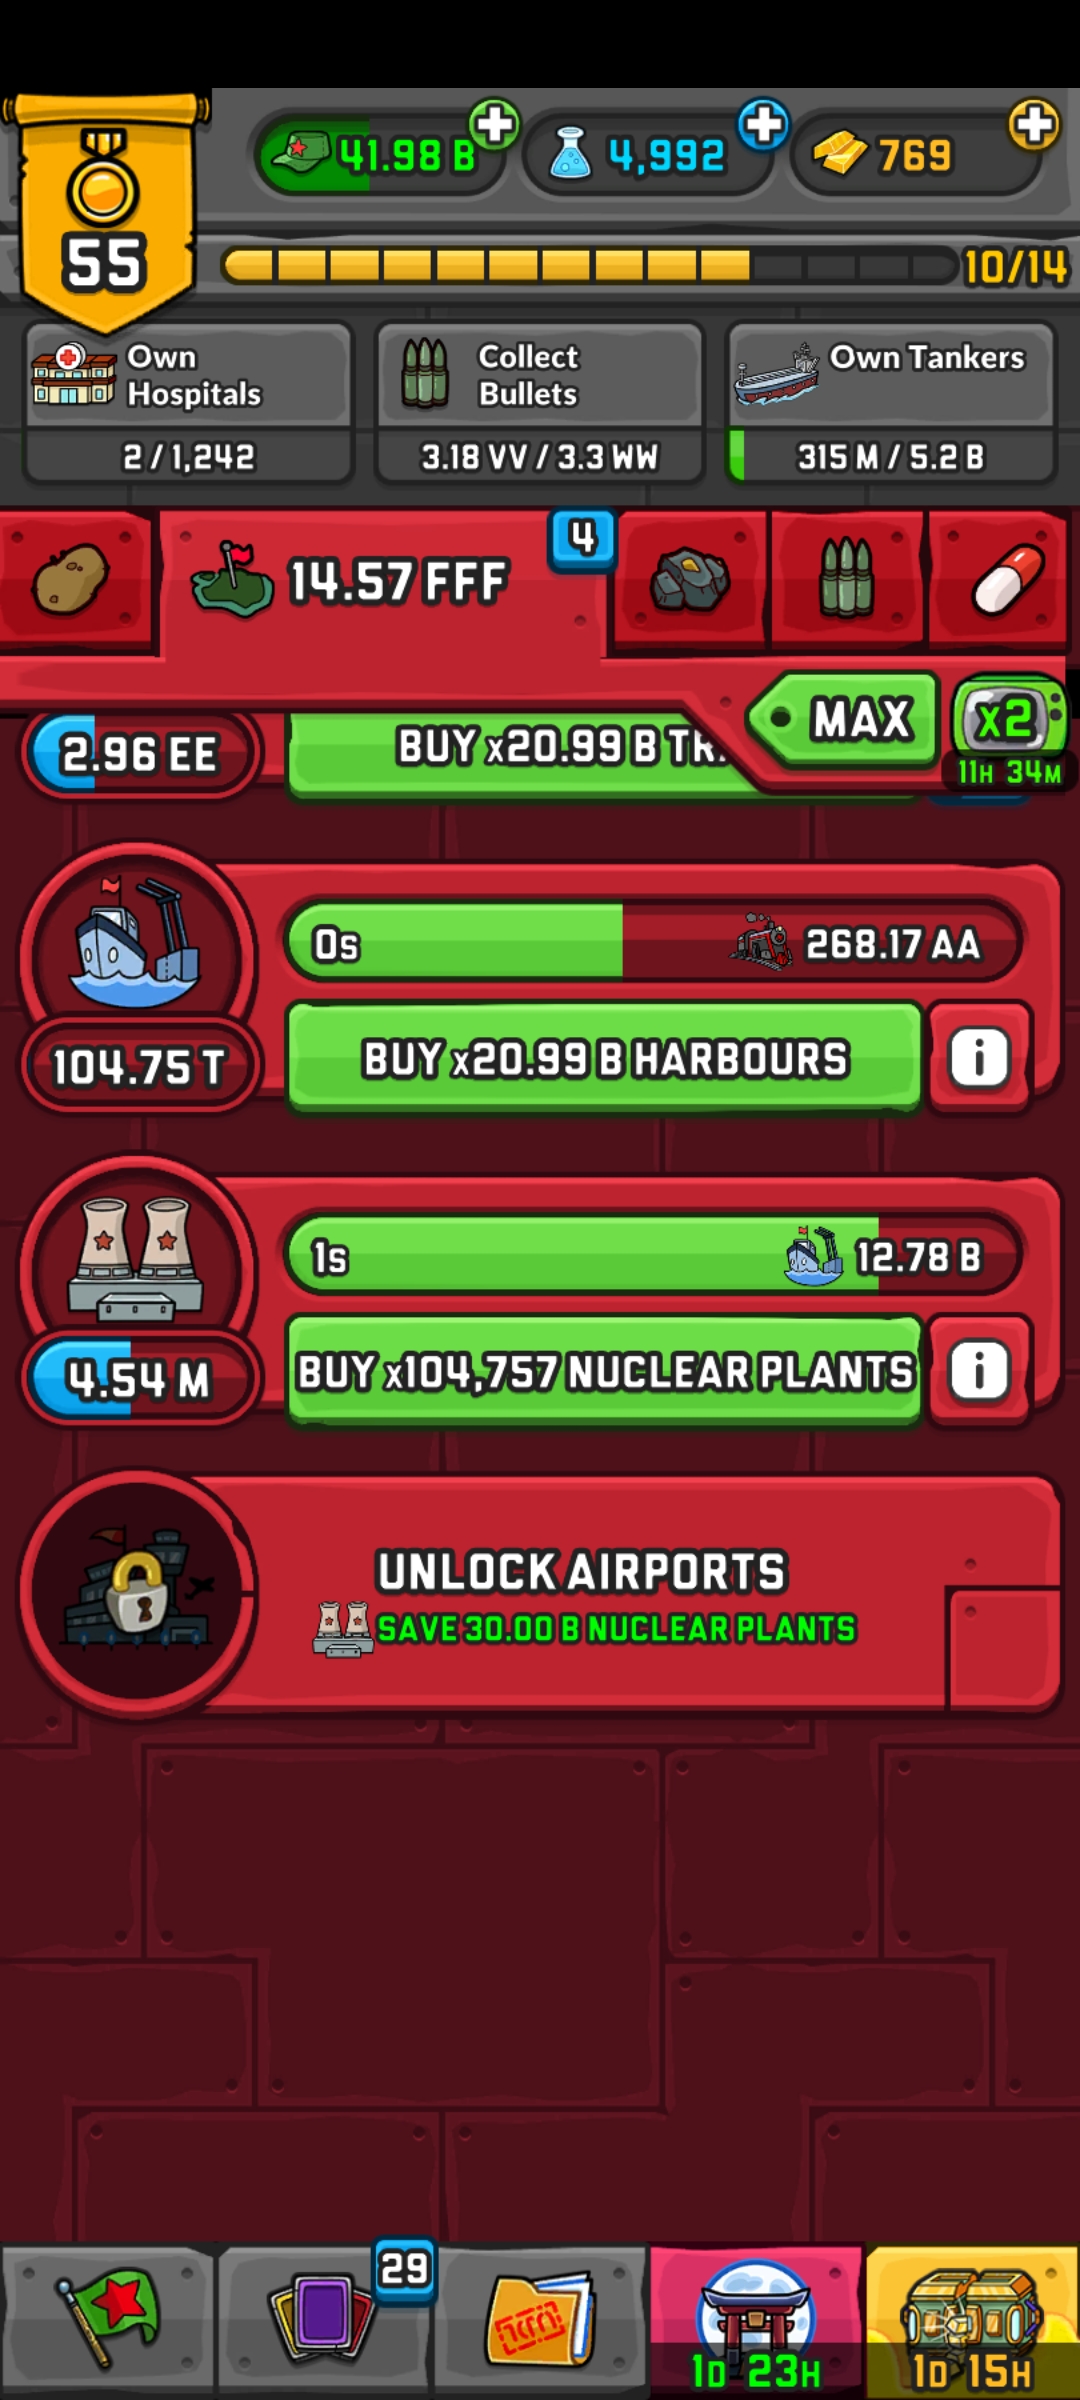 41.98 B
4,992
769
55
10/14
Own
Hospitals
2 / 1,242
Collect
Bullets
3.18 VV / 3.3 WW
Own Tankers
315 M / 5.2 B
14.57 FFF
4
MAX
x2
11H 34M
2.96 EE
BUY x20.99 B
0s
268.17 AA
104.75 T
BUY x20.99 B HARBOURS
i
1s
12.78 B
4.54 M
BUY x104,757 NUCLEAR PLANTS
i
UNLOCK AIRPORTS
SAVE 30.00 B NUCLEAR PLANTS
29
1D 23H
1D 15H